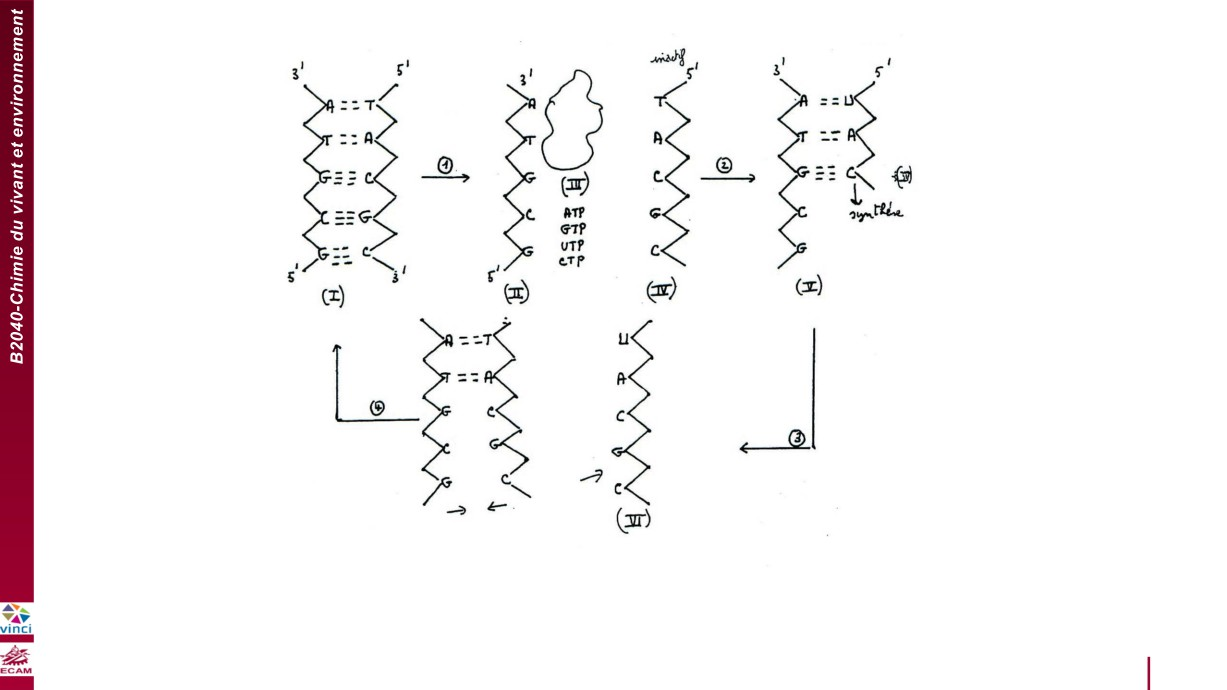 B2040-Chimie du vivant et environnement
inactif
3' 5' 3' 5' 3' 5'
A == T A T A == U
T == A T A T == A
G ≡≡ C G C G ≡≡ C
①
②
(III)
C ≡≡ G C ATP G synthèse C
GTP
UTP
CTP
G ≡≡ C G C G
5' 3' 5'
(I) (II) (IV) (V)
A == T U
T == A A
④
G C C
③
C G G
G C C
(VI)
vinci
ECAM